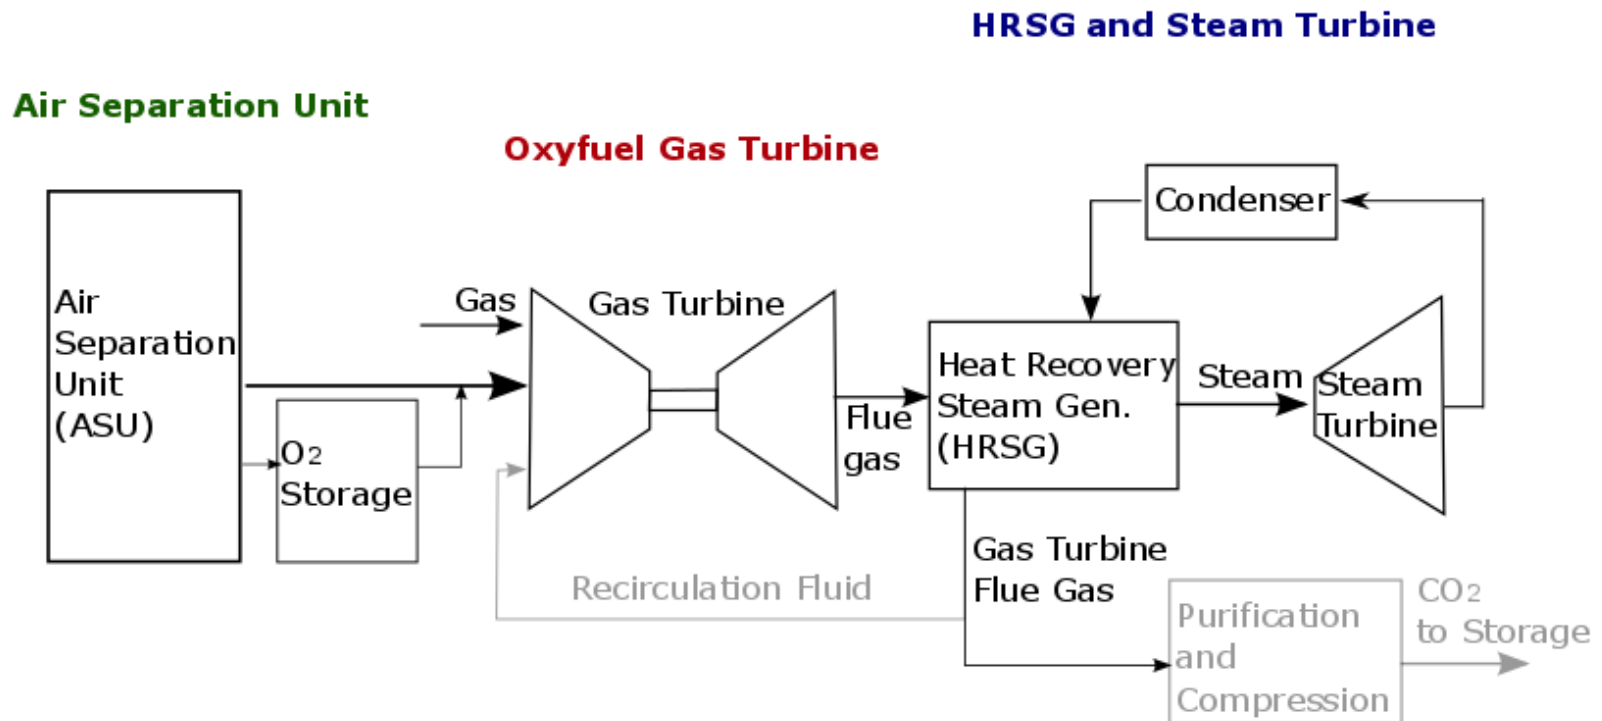 HRSG and Steam Turbine
Air Separation Unit
Oxyfuel Gas Turbine
Condenser
Air
Separation
Unit
(ASU)
Gas
Gas Turbine
O2
Storage
Flue
gas
Heat Recovery
Steam Gen.
(HRSG)
Steam
Steam
Turbine
Gas Turbine
Flue Gas
Recirculation Fluid
Purification
and
Compression
CO2
to Storage